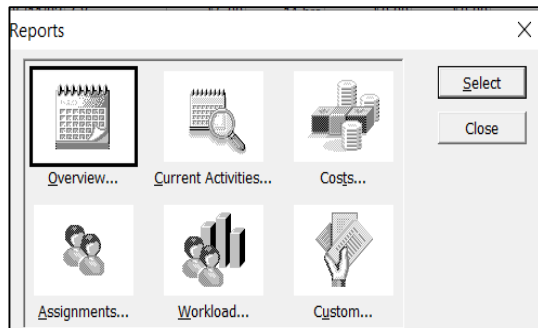 Reports
Select
Close
Overview...
Current Activities...
Costs...
Assignments...
Workload...
Custom...